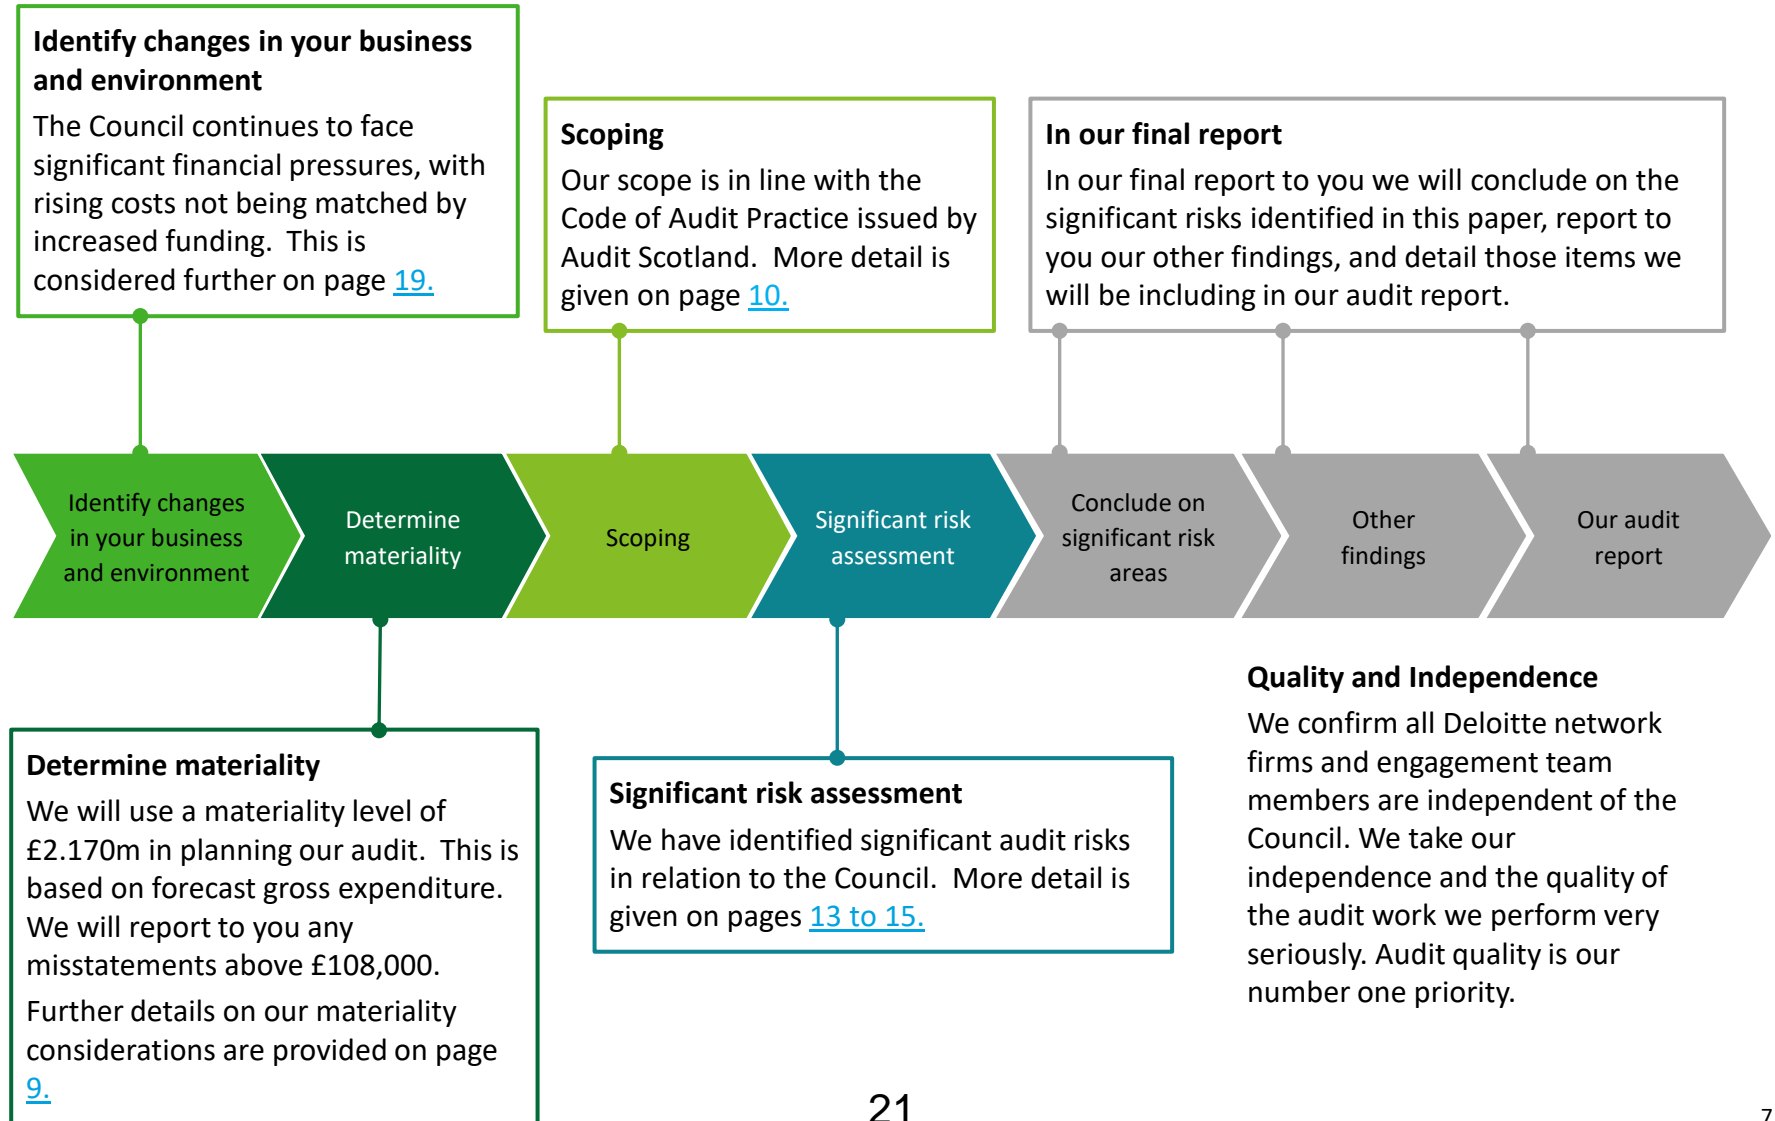 Identify changes in your business
and environment
The Council continues to face
significant financial pressures, with
rising costs not being matched by
increased funding.  This is
considered further on page 19.
Scoping
Our scope is in line with the
Code of Audit Practice issued by
Audit Scotland.  More detail is
given on page 10.
In our final report
In our final report to you we will conclude on the
significant risks identified in this paper, report to
you our other findings, and detail those items we
will be including in our audit report.
Identify changes
in your business
and environment
Determine
materiality
Scoping
Significant risk
assessment
Conclude on
significant risk
areas
Other
findings
Our audit
report
Determine materiality
We will use a materiality level of
£2.170m in planning our audit.  This is
based on forecast gross expenditure.
We will report to you any
misstatements above £108,000.
Further details on our materiality
considerations are provided on page
9.
Significant risk assessment
We have identified significant audit risks
in relation to the Council.  More detail is
given on pages 13 to 15.
Quality and Independence
We confirm all Deloitte network
firms and engagement team
members are independent of the
Council. We take our
independence and the quality of
the audit work we perform very
seriously. Audit quality is our
number one priority.
21
7